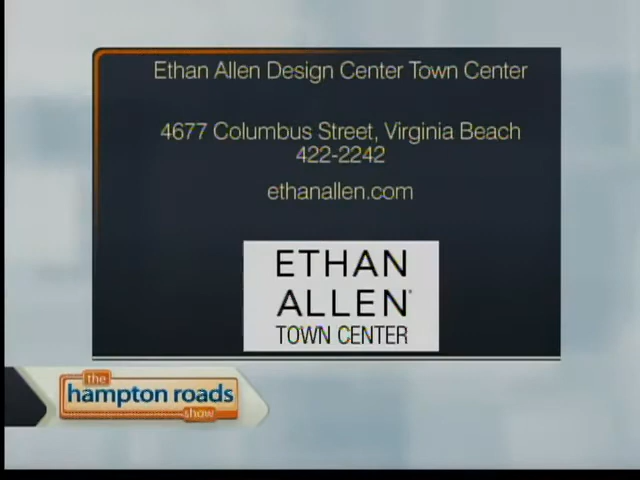 Ethan Allen Design Center Town Center
4677 Columbus Street, Virginia Beach
422-2242
ethanallen.com
ETHAN
ALLEN
TOWN CENTER
the
hampton roads
show